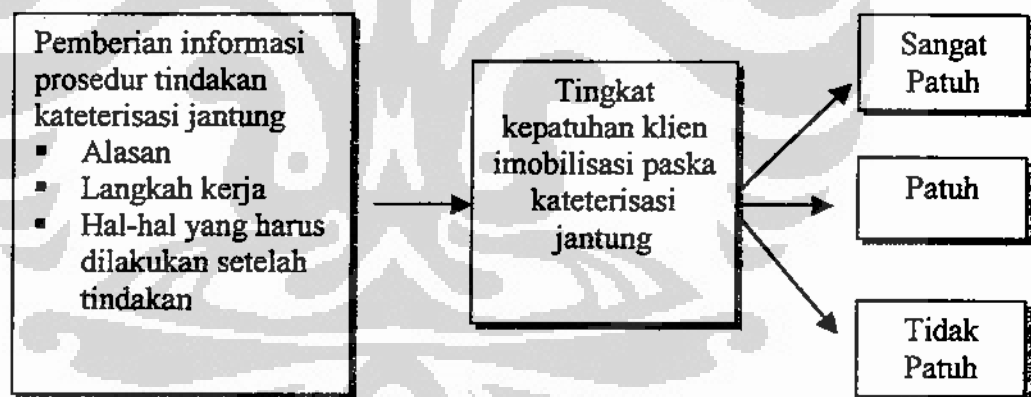 Pemberian informasi
prosedur tindakan
kateterisasi jantung
▪ Alasan
▪ Langkah kerja
▪ Hal-hal yang harus
dilakukan setelah
tindakan
Tingkat
kepatuhan klien
imobilisasi paska
kateterisasi
jantung
Sangat
Patuh
Patuh
Tidak
Patuh